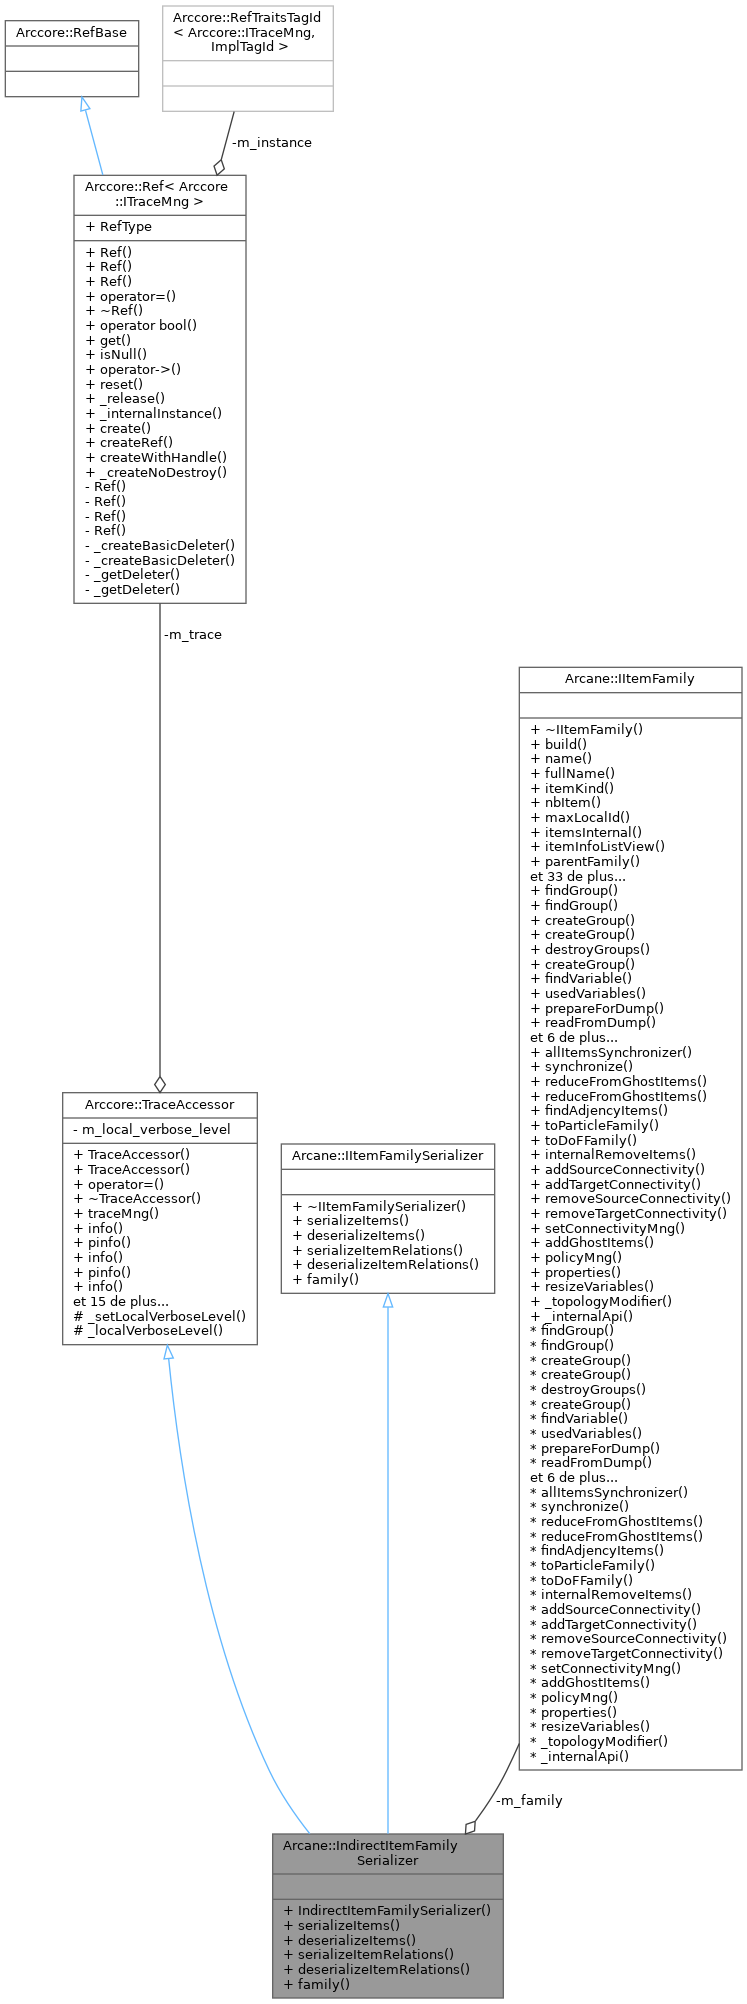 Arccore::RefBase
Arccore::RefTraitsTagId
< Arccore::ITraceMng,
ImplTagId >
-m_instance
Arccore::Ref< Arccore
::ITraceMng >
+ RefType
+ Ref()
+ Ref()
+ Ref()
+ operator=()
+ ~Ref()
+ operator bool()
+ get()
+ isNull()
+ operator->()
+ reset()
+ _release()
+ _internalInstance()
+ create()
+ createRef()
+ createWithHandle()
+ _createNoDestroy()
- Ref()
- Ref()
- Ref()
- Ref()
- _createBasicDeleter()
- _createBasicDeleter()
- _getDeleter()
- _getDeleter()
-m_trace
Arcane::IItemFamily
+ ~IItemFamily()
+ build()
+ name()
+ fullName()
+ itemKind()
+ nbItem()
+ maxLocalId()
+ itemsInternal()
+ itemInfoListView()
+ parentFamily()
et 33 de plus...
+ findGroup()
+ findGroup()
+ createGroup()
+ createGroup()
+ destroyGroups()
+ createGroup()
+ findVariable()
+ usedVariables()
+ prepareForDump()
+ readFromDump()
et 6 de plus...
+ allItemsSynchronizer()
+ synchronize()
+ reduceFromGhostItems()
+ reduceFromGhostItems()
+ findAdjencyItems()
+ toParticleFamily()
+ toDoFFamily()
+ internalRemoveItems()
+ addSourceConnectivity()
+ addTargetConnectivity()
+ removeSourceConnectivity()
+ removeTargetConnectivity()
+ setConnectivityMng()
+ addGhostItems()
+ policyMng()
+ properties()
+ resizeVariables()
+ _topologyModifier()
+ _internalApi()
* findGroup()
* findGroup()
* createGroup()
* createGroup()
* destroyGroups()
* createGroup()
* findVariable()
* usedVariables()
* prepareForDump()
* readFromDump()
et 6 de plus...
* allItemsSynchronizer()
* synchronize()
* reduceFromGhostItems()
* reduceFromGhostItems()
* findAdjencyItems()
* toParticleFamily()
* toDoFFamily()
* internalRemoveItems()
* addSourceConnectivity()
* addTargetConnectivity()
* removeSourceConnectivity()
* removeTargetConnectivity()
* setConnectivityMng()
* addGhostItems()
* policyMng()
* properties()
* resizeVariables()
* _topologyModifier()
* _internalApi()
Arccore::TraceAccessor
- m_local_verbose_level
+ TraceAccessor()
+ TraceAccessor()
+ operator=()
+ ~TraceAccessor()
+ traceMng()
+ info()
+ pinfo()
+ info()
+ pinfo()
+ info()
et 15 de plus...
# _setLocalVerboseLevel()
# _localVerboseLevel()
Arcane::IItemFamilySerializer
+ ~IItemFamilySerializer()
+ serializeItems()
+ deserializeItems()
+ serializeItemRelations()
+ deserializeItemRelations()
+ family()
-m_family
Arcane::IndirectItemFamily
Serializer
+ IndirectItemFamilySerializer()
+ serializeItems()
+ deserializeItems()
+ serializeItemRelations()
+ deserializeItemRelations()
+ family()